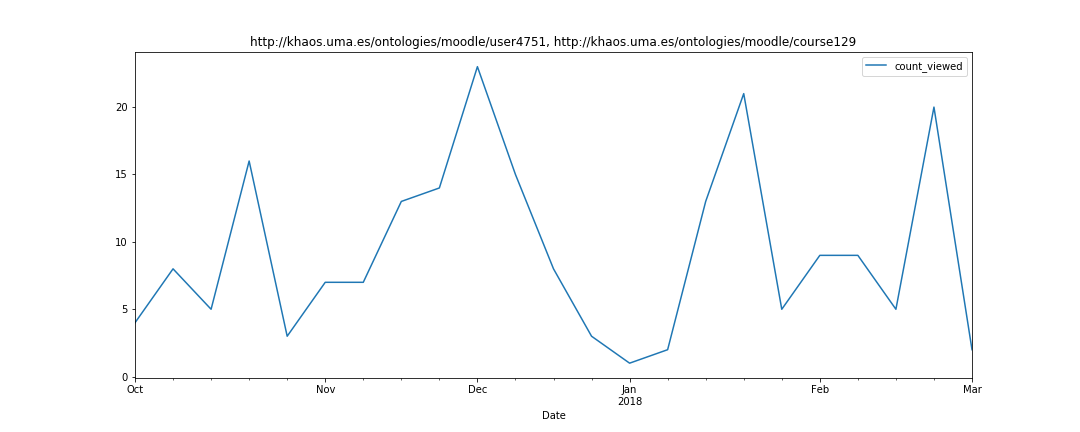 http://khaos.uma.es/ontologies/moodle/user4751, http://khaos.uma.es/ontologies/moodle/course129
count_viewed
20
15
10
5
0
Oct Nov Dec Jan Feb Mar
2018
Date